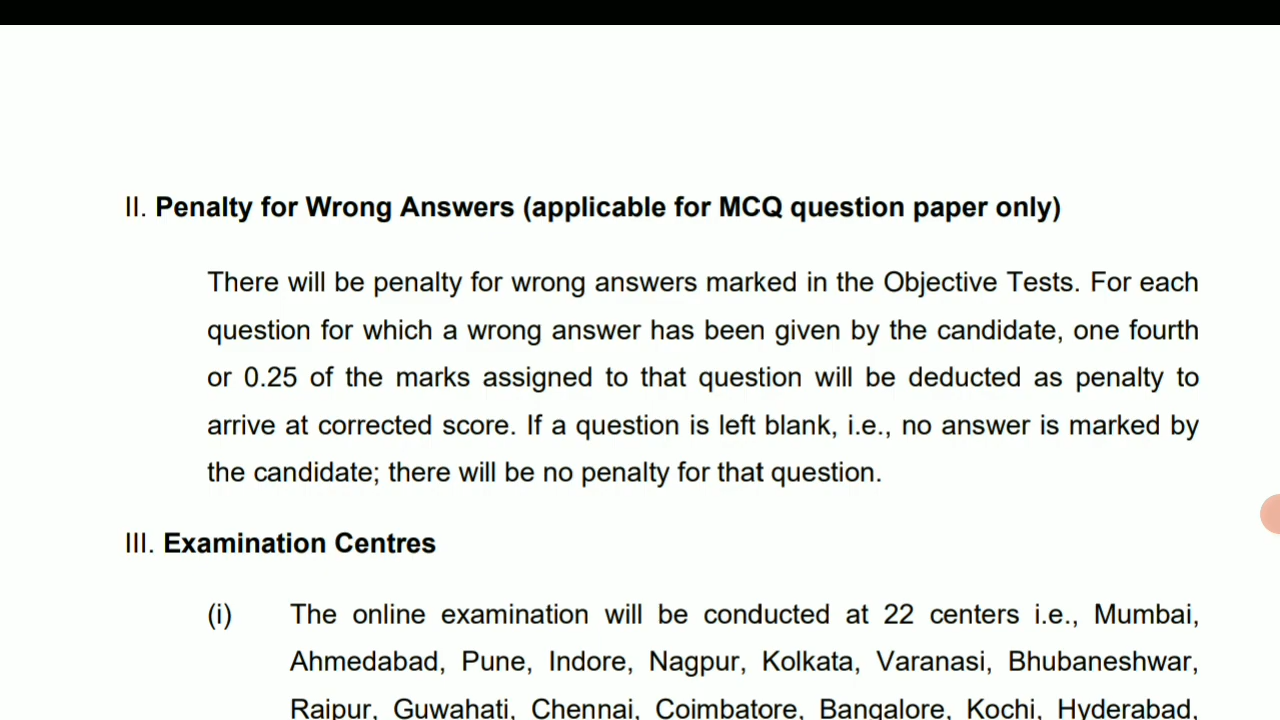 II. Penalty for Wrong Answers (applicable for MCQ question paper only)
There will be penalty for wrong answers marked in the Objective Tests. For each
question for which a wrong answer has been given by the candidate, one fourth
or 0.25 of the marks assigned to that question will be deducted as penalty to
arrive at corrected score. If a question is left blank, i.e., no answer is marked by
the candidate; there will be no penalty for that question.
III. Examination Centres
(i) The online examination will be conducted at 22 centers i.e., Mumbai,
Ahmedabad, Pune, Indore, Nagpur, Kolkata, Varanasi, Bhubaneshwar,
Raipur, Guwahati, Chennai, Coimbatore, Bangalore, Kochi, Hyderabad,